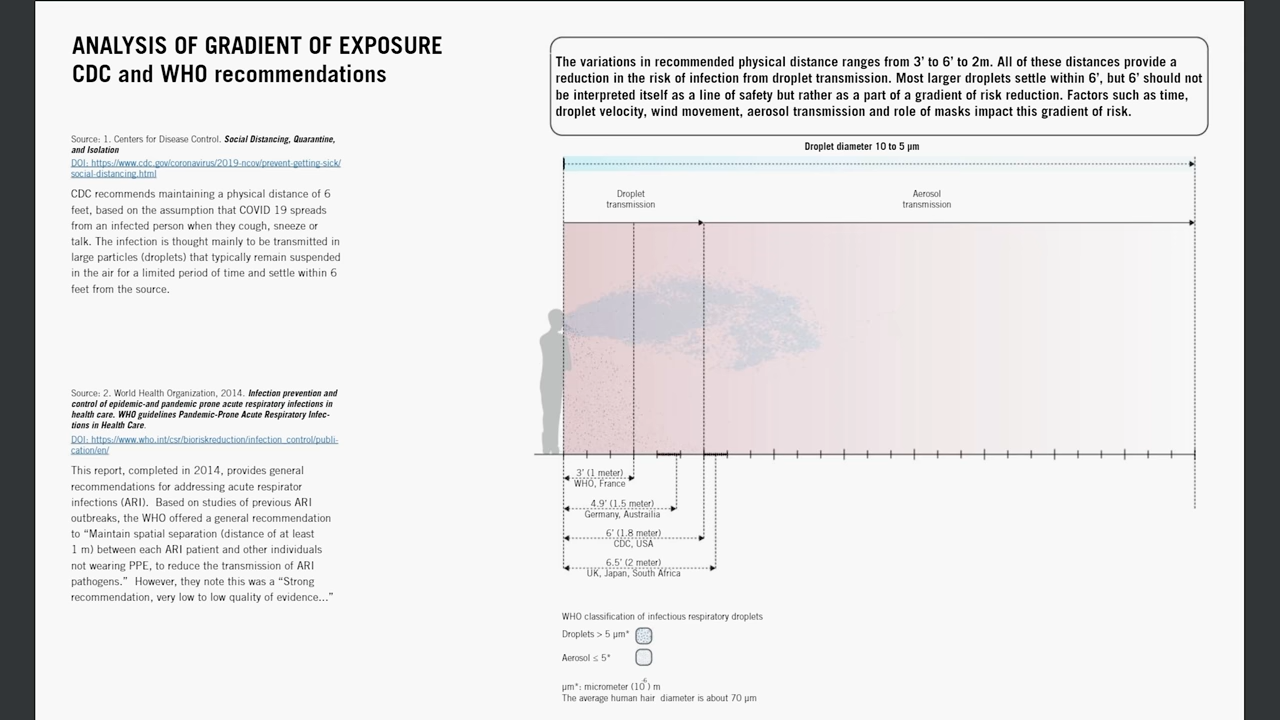 ANALYSIS OF GRADIENT OF EXPOSURE
CDC and WHO recommendations
Source: 1. Centers for Disease Control. Social Distancing, Quarantine,
and Isolation
DOI: https://www.cdc.gov/coronavirus/2019-ncov/prevent-getting-sick/
social-distancing.html
CDC recommends maintaining a physical distance of 6
feet, based on the assumption that COVID 19 spreads
from an infected person when they cough, sneeze or
talk. The infection is thought mainly to be transmitted in
large particles (droplets) that typically remain suspended
in the air for a limited period of time and settle within 6
feet from the source.
Source: 2. World Health Organization, 2014. Infection prevention and
control of epidemic-and pandemic prone acute respiratory infections in
health care. WHO guidelines Pandemic-Prone Acute Respiratory Infec-
tions in Health Care.
DOI: https://www.who.int/csr/bioriskreduction/infection_control/publi-
cation/en/
This report, completed in 2014, provides general
recommendations for addressing acute respirator
infections (ARI).  Based on studies of previous ARI
outbreaks, the WHO offered a general recommendation
to “Maintain spatial separation (distance of at least
1 m) between each ARI patient and other individuals
not wearing PPE, to reduce the transmission of ARI
pathogens.”  However, they note this was a “Strong
recommendation, very low to low quality of evidence...”
The variations in recommended physical distance ranges from 3’ to 6’ to 2m. All of these distances provide a
reduction in the risk of infection from droplet transmission. Most larger droplets settle within 6’, but 6’ should not
be interpreted itself as a line of safety but rather as a part of a gradient of risk reduction. Factors such as time,
droplet velocity, wind movement, aerosol transmission and role of masks impact this gradient of risk.
Droplet diameter 10 to 5 µm
Droplet
transmission
Aerosol
transmission
3’ (1 meter)
WHO, France
4.9’ (1.5 meter)
Germany, Austrailia
6’ (1.8 meter)
CDC, USA
6.5’ (2 meter)
UK, Japan, South Africa
WHO classification of infectious respiratory droplets
Droplets > 5 µm*
Aerosol ≤ 5*
µm*: micrometer (10⁻⁶) m
The average human hair  diameter is about 70 µm